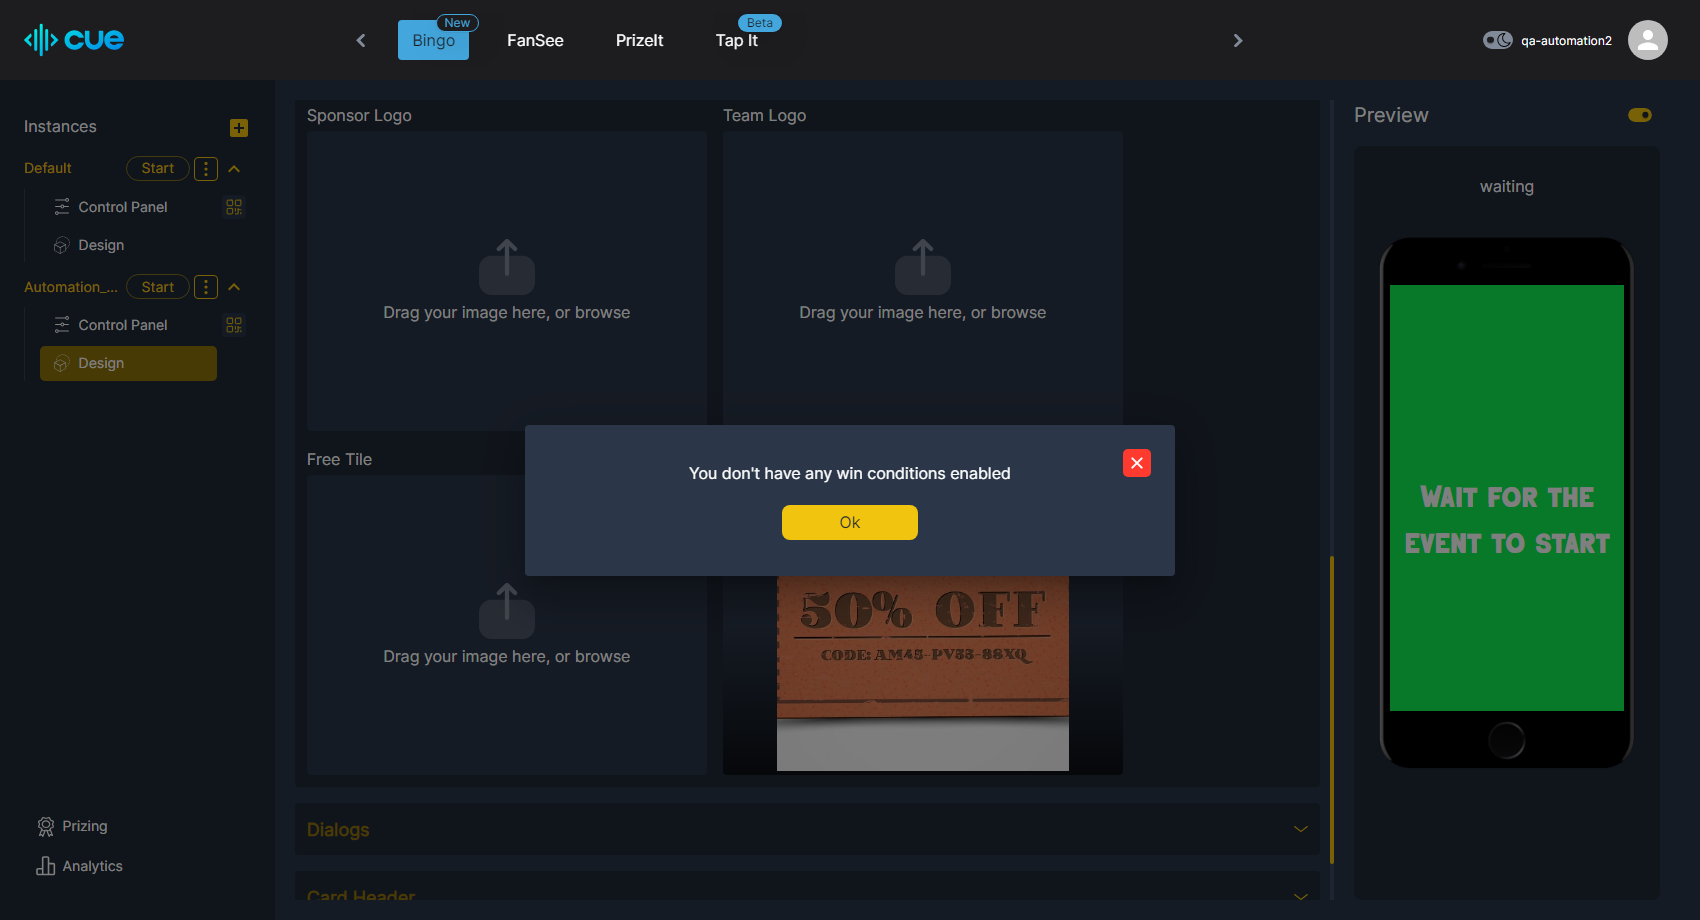 cue
Bingo
New
FanSee
PrizeIt
Tap It
Beta
qa-automation2
Instances
Default
Start
Control Panel
Design
Automation_...
Start
Control Panel
Design
Prizing
Analytics
Sponsor Logo
Team Logo
Drag your image here, or browse
Drag your image here, or browse
Free Tile
You don't have any win conditions enabled
Ok
Drag your image here, or browse
50% OFF
CODE: AM45-PV33-88XQ
Dialogs
Card Header
Preview
waiting
WAIT FOR THE
EVENT TO START